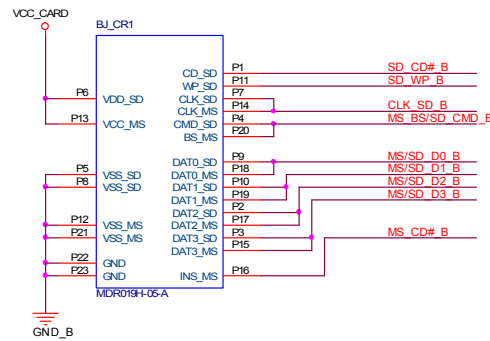 VCC_CARD
BJ_CR1
P6 VDD_SD
P13 VCC_MS
P5 VSS_SD
P8 VSS_SD
P12 VSS_MS
P21 VSS_MS
P22 GND
P23 GND
CD_SD P1 SD_CD#_B
WP_SD P11 SD_WP_B
CLK_SD P7
CLK_MS P14 CLK_SD_B
CMD_SD P4 MS_BS/SD_CMD_B
BS_MS P20
DAT0_SD P9 MS/SD_D0_B
DAT0_MS P18 MS/SD_D1_B
DAT1_SD P10
DAT1_MS P19 MS/SD_D2_B
DAT2_SD P2
DAT2_MS P17 MS/SD_D3_B
DAT3_SD P3
DAT3_MS P15
INS_MS P16 MS_CD#_B
MDR019H-05-A
GND_B